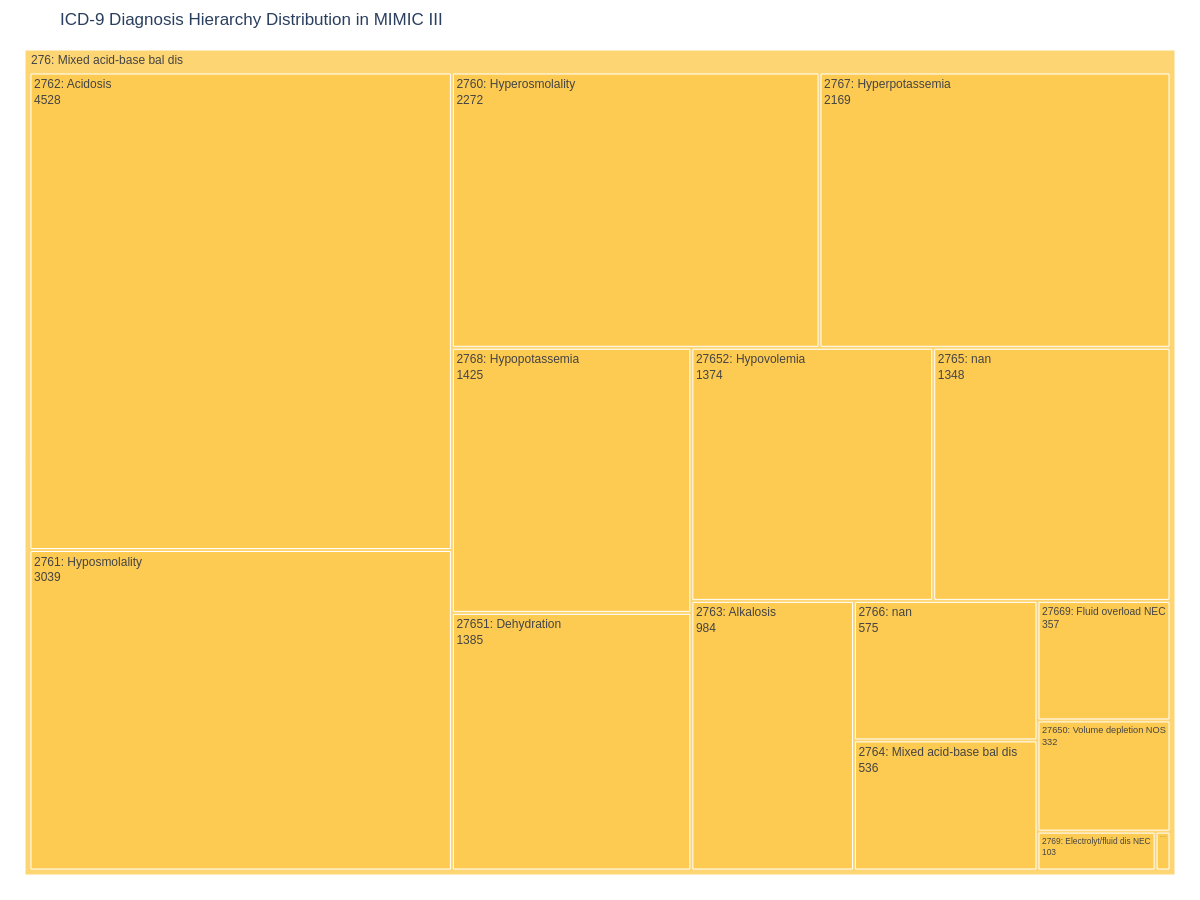 ICD-9 Diagnosis Hierarchy Distribution in MIMIC III
276: Mixed acid-base bal dis
2762: Acidosis
4528
2760: Hyperosmolality
2272
2767: Hyperpotassemia
2169
2768: Hypopotassemia
1425
27652: Hypovolemia
1374
2765: nan
1348
2761: Hyposmolality
3039
27651: Dehydration
1385
2763: Alkalosis
984
2766: nan
575
27669: Fluid overload NEC
357
27650: Volume depletion NOS
332
2764: Mixed acid-base bal dis
536
2769: Electrolyt/fluid dis NEC
103